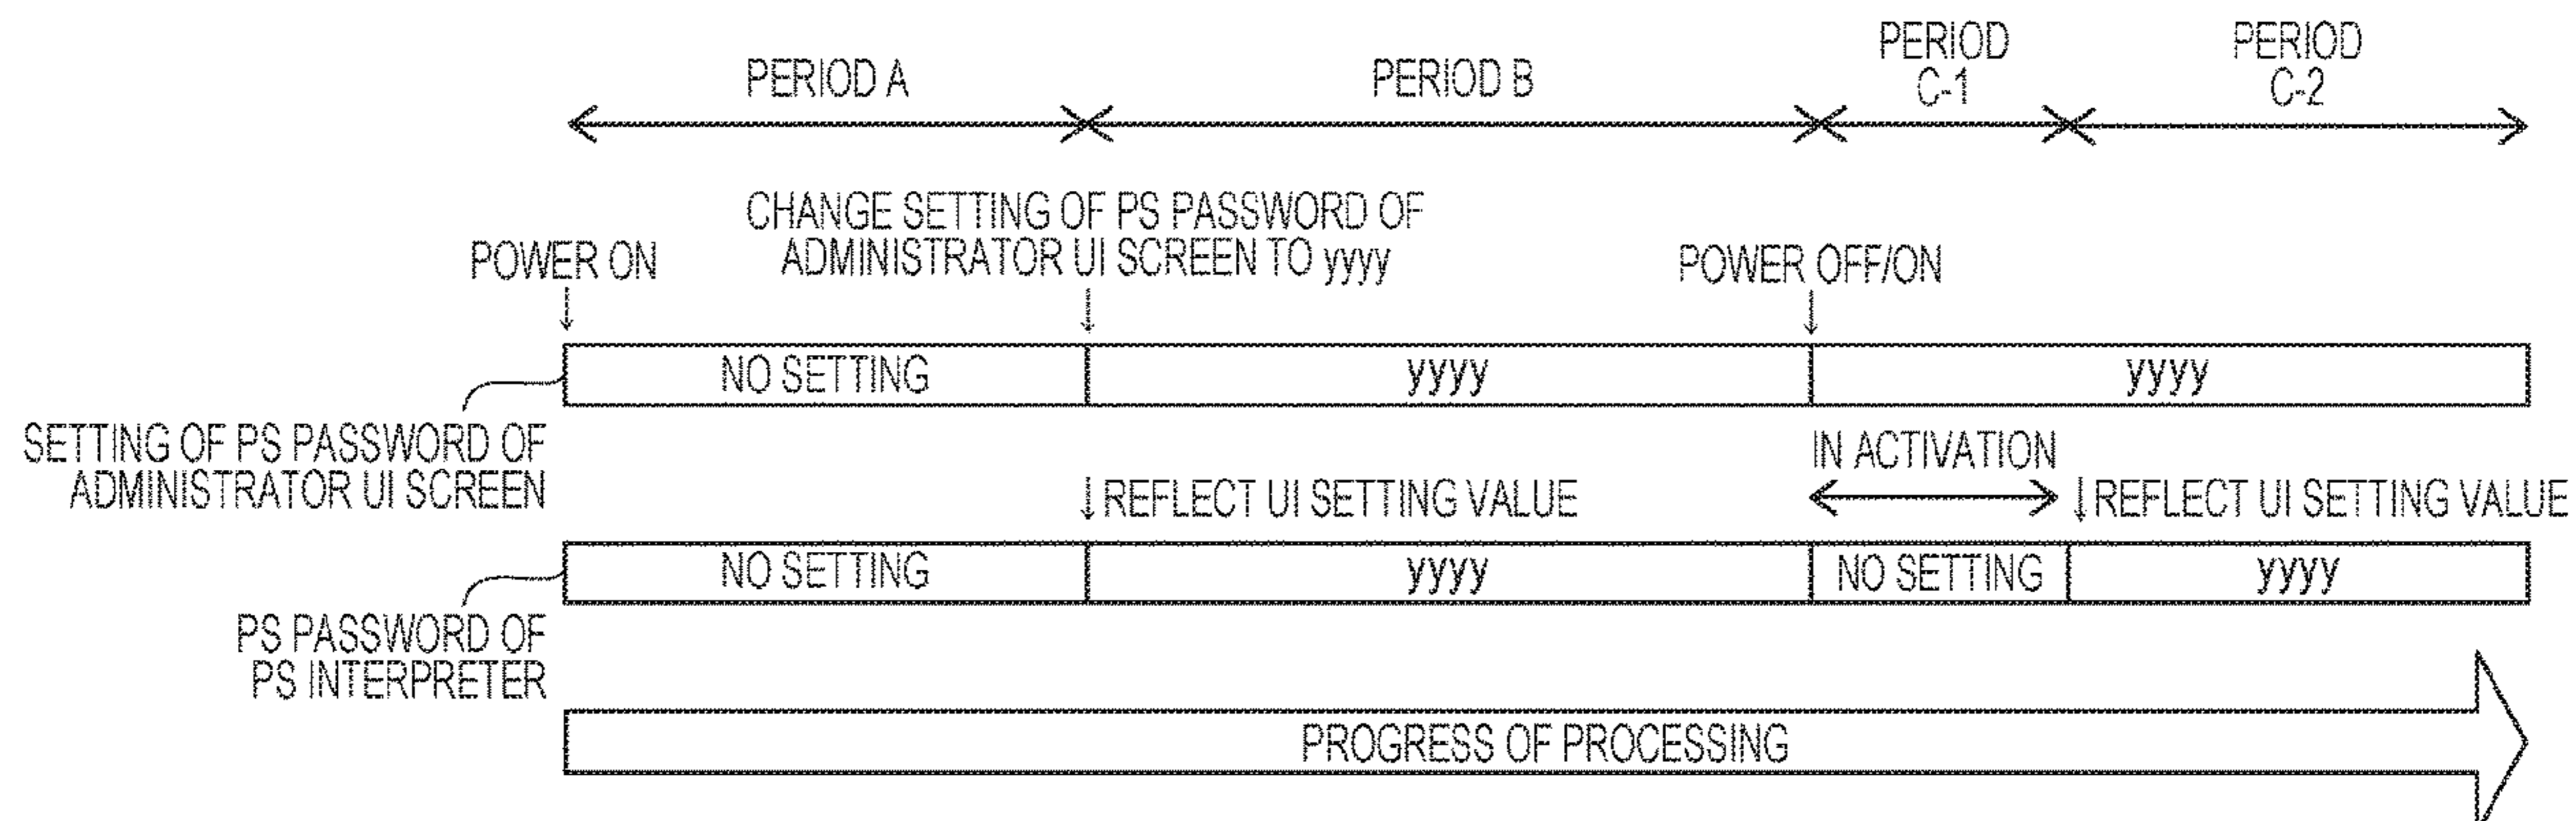 PERIOD A
PERIOD B
PERIOD
C-1
PERIOD
C-2
POWER ON
CHANGE SETTING OF PS PASSWORD OF
ADMINISTRATOR UI SCREEN TO yyyy
POWER OFF/ON
NO SETTING
yyyy
yyyy
SETTING OF PS PASSWORD OF
ADMINISTRATOR UI SCREEN
REFLECT UI SETTING VALUE
IN ACTIVATION
REFLECT UI SETTING VALUE
NO SETTING
yyyy
NO SETTING
yyyy
PS PASSWORD OF
PS INTERPRETER
PROGRESS OF PROCESSING